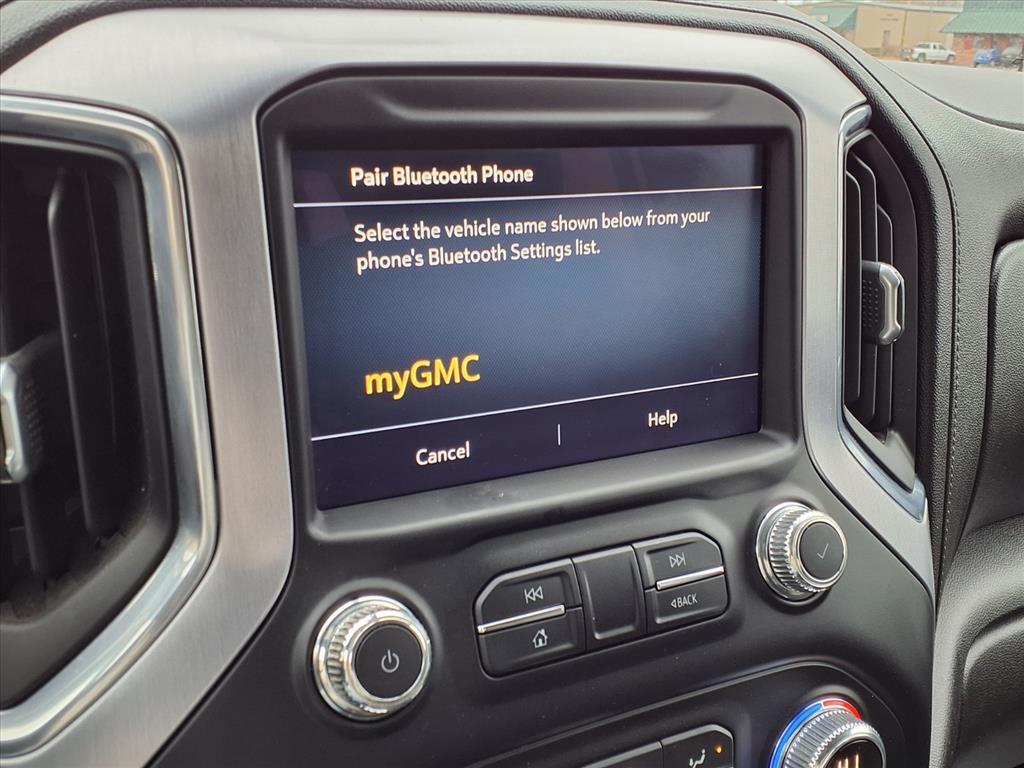 Pair Bluetooth Phone
Select the vehicle name shown below from your
phone's Bluetooth Settings list.
myGMC
Cancel | Help
BACK